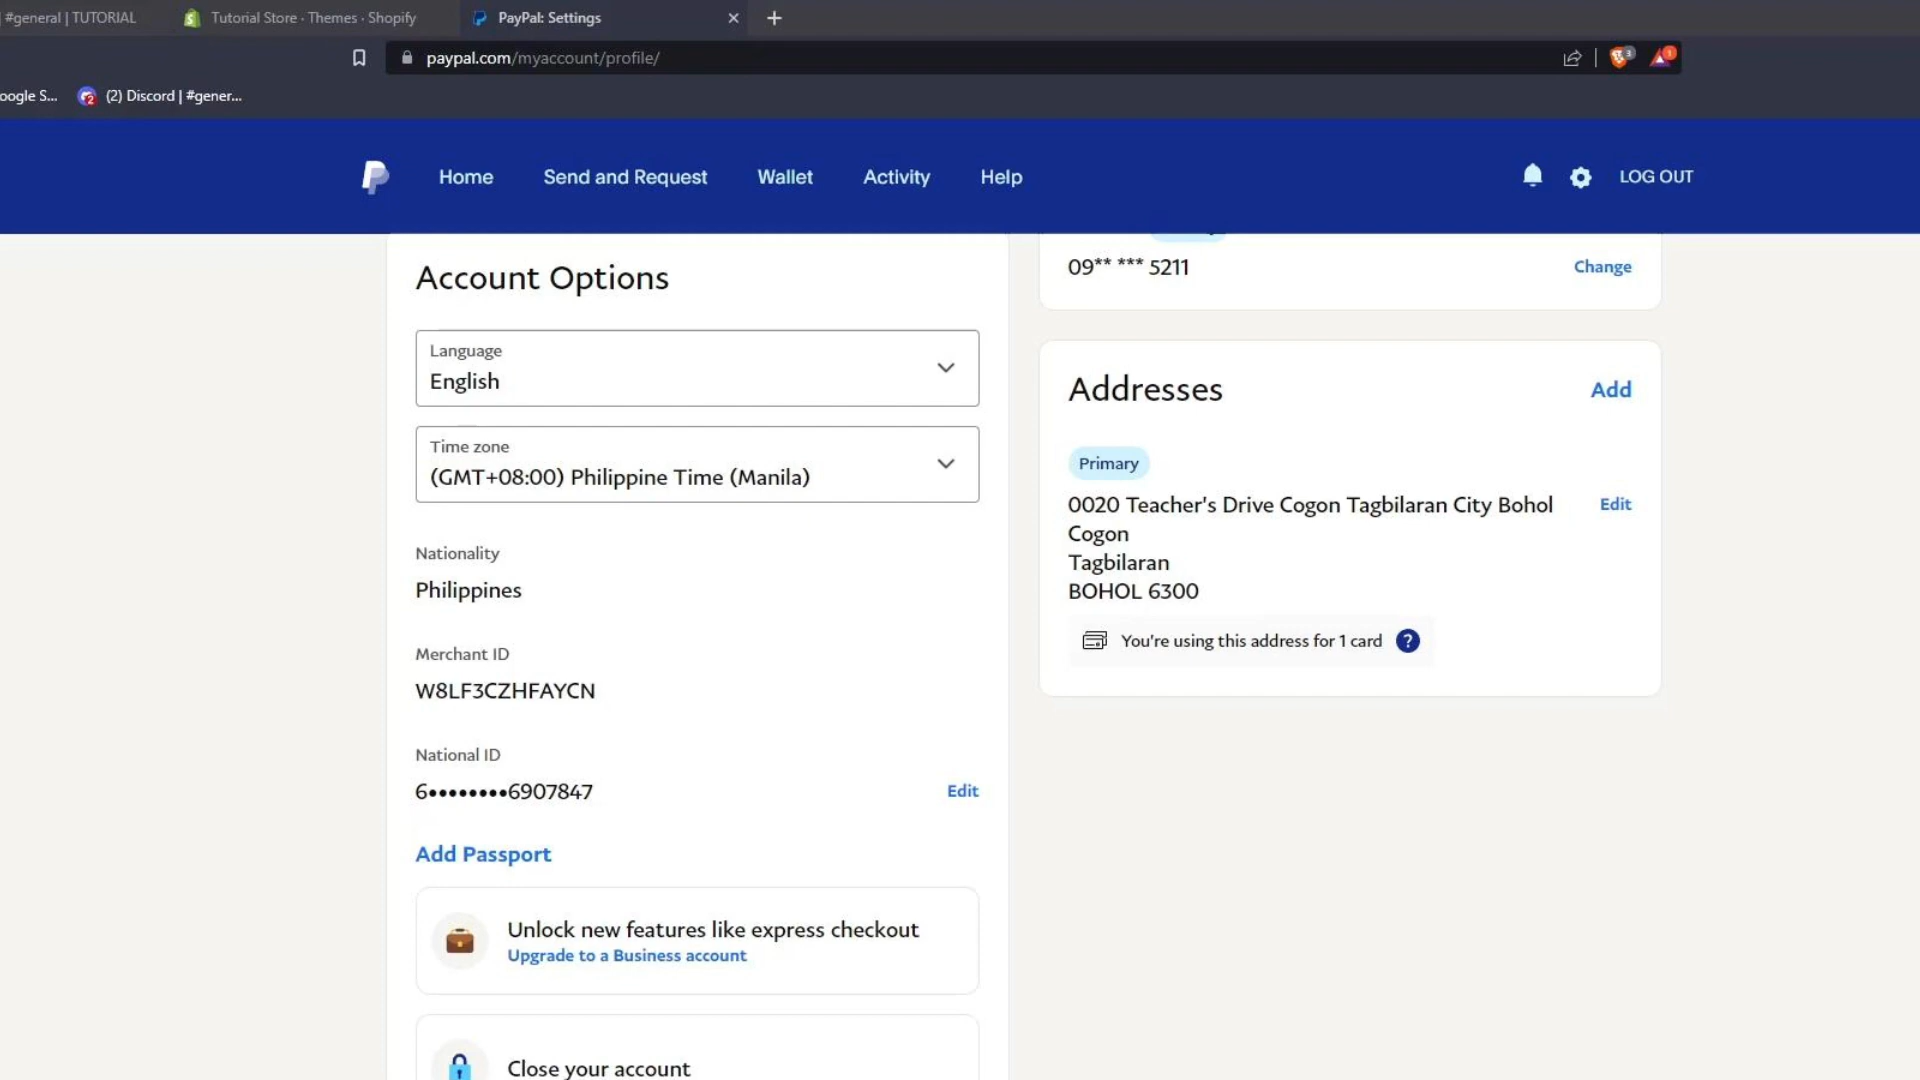 #general | TUTORIAL
Tutorial Store · Themes · Shopify
PayPal: Settings
paypal.com/myaccount/profile/
3
1
oogle S...
2
(2) Discord | #gener...
Home
Send and Request
Wallet
Activity
Help
LOG OUT
Account Options
Language
English
Time zone
(GMT+08:00) Philippine Time (Manila)
Nationality
Philippines
Merchant ID
W8LF3CZHFAYCN
National ID
6••••••••6907847
Edit
Add Passport
Unlock new features like express checkout
Upgrade to a Business account
Close your account
09** *** 5211
Change
Addresses
Add
Primary
0020 Teacher's Drive Cogon Tagbilaran City Bohol
Edit
Cogon
Tagbilaran
BOHOL 6300
You're using this address for 1 card
?